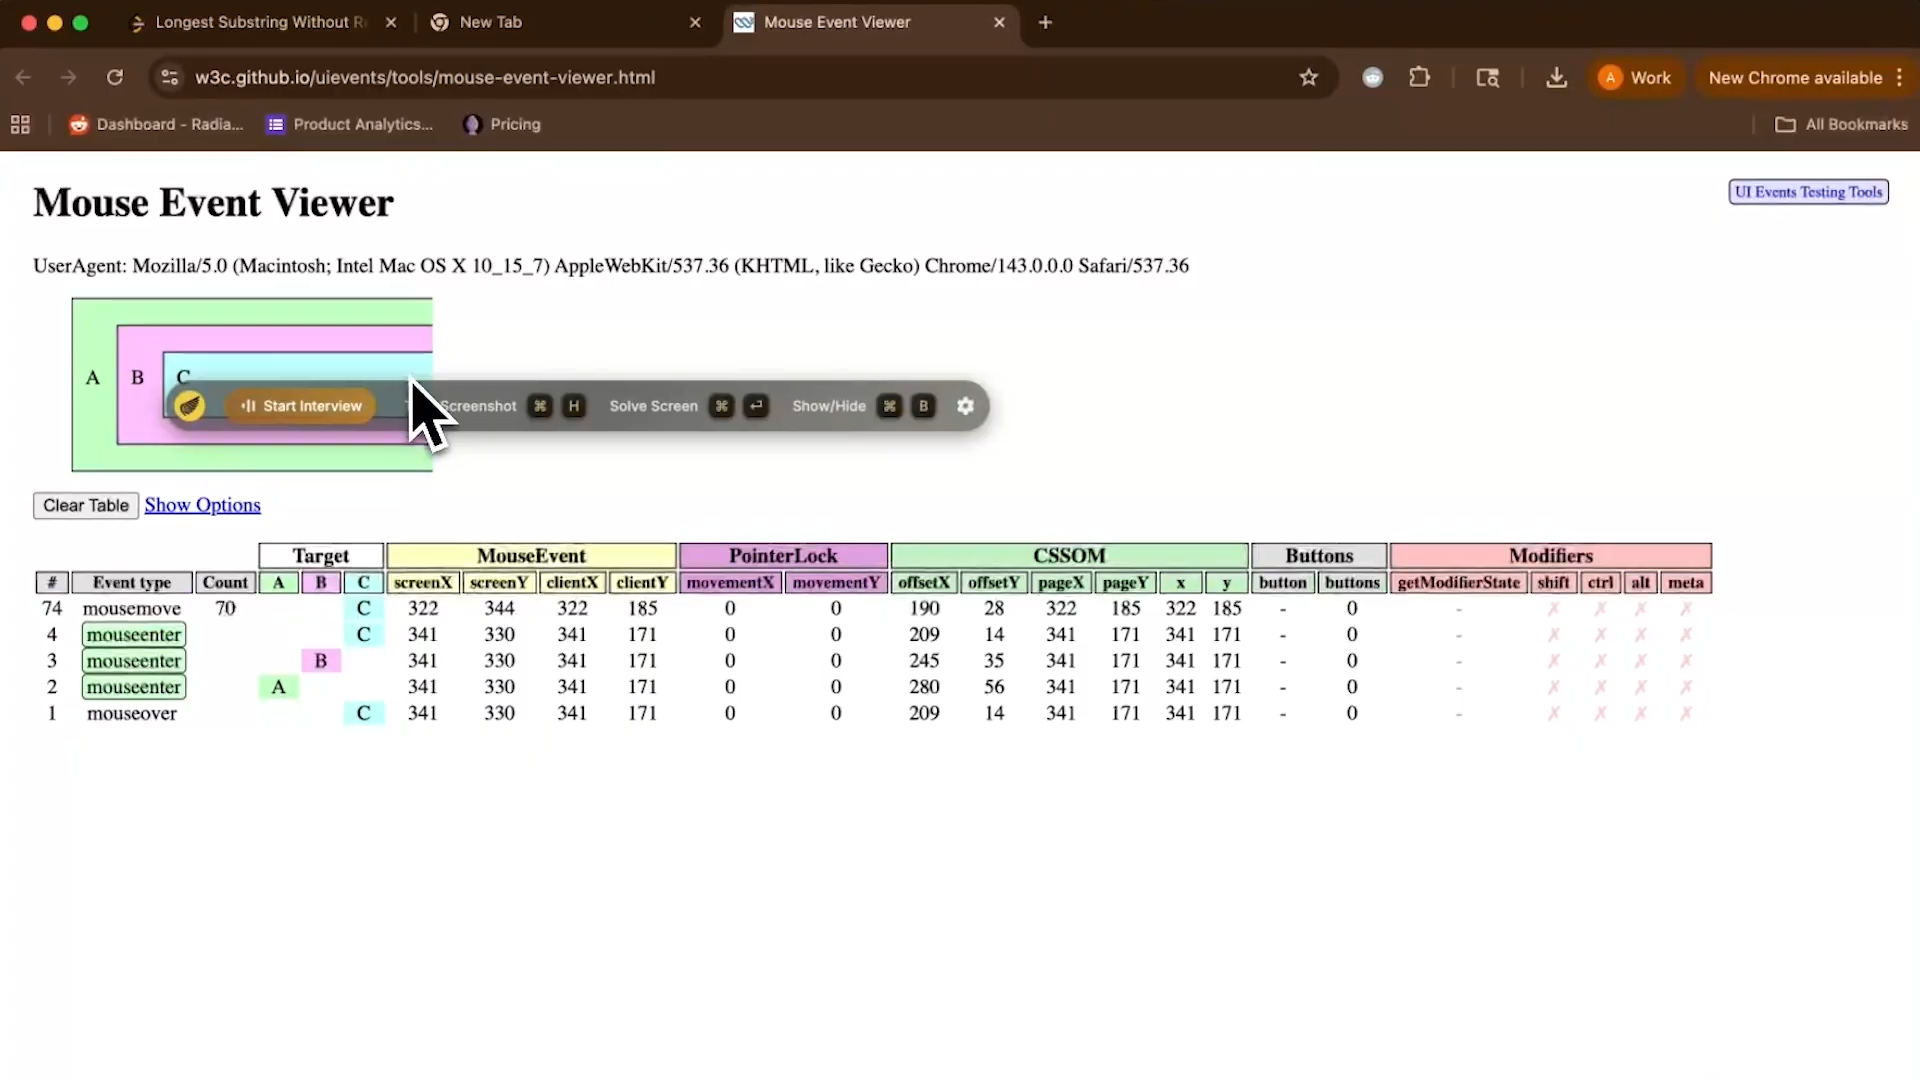 Longest Substring Without Re
New Tab
Mouse Event Viewer
w3c.github.io/uievents/tools/mouse-event-viewer.html
A Work
New Chrome available
Dashboard - Radia...
Product Analytics...
Pricing
All Bookmarks
Mouse Event Viewer
UI Events Testing Tools
UserAgent: Mozilla/5.0 (Macintosh; Intel Mac OS X 10_15_7) AppleWebKit/537.36 (KHTML, like Gecko) Chrome/143.0.0.0 Safari/537.36
A B C
Start Interview Screenshot ⌘ H Solve Screen ⌘ ⏎ Show/Hide ⌘ B
Clear Table Show Options
Target MouseEvent PointerLock CSSOM Buttons Modifiers
# Event type Count A B C screenX screenY clientX clientY movementX movementY offsetX offsetY pageX pageY x y button buttons getModifierState shift ctrl alt meta
74 mousemove 70 C 322 344 322 185 0 0 190 28 322 185 322 185 - 0 - ✗ ✗ ✗ ✗
4 mouseenter C 341 330 341 171 0 0 209 14 341 171 341 171 - 0 - ✗ ✗ ✗ ✗
3 mouseenter B 341 330 341 171 0 0 245 35 341 171 341 171 - 0 - ✗ ✗ ✗ ✗
2 mouseenter A 341 330 341 171 0 0 280 56 341 171 341 171 - 0 - ✗ ✗ ✗ ✗
1 mouseover C 341 330 341 171 0 0 209 14 341 171 341 171 - 0 - ✗ ✗ ✗ ✗